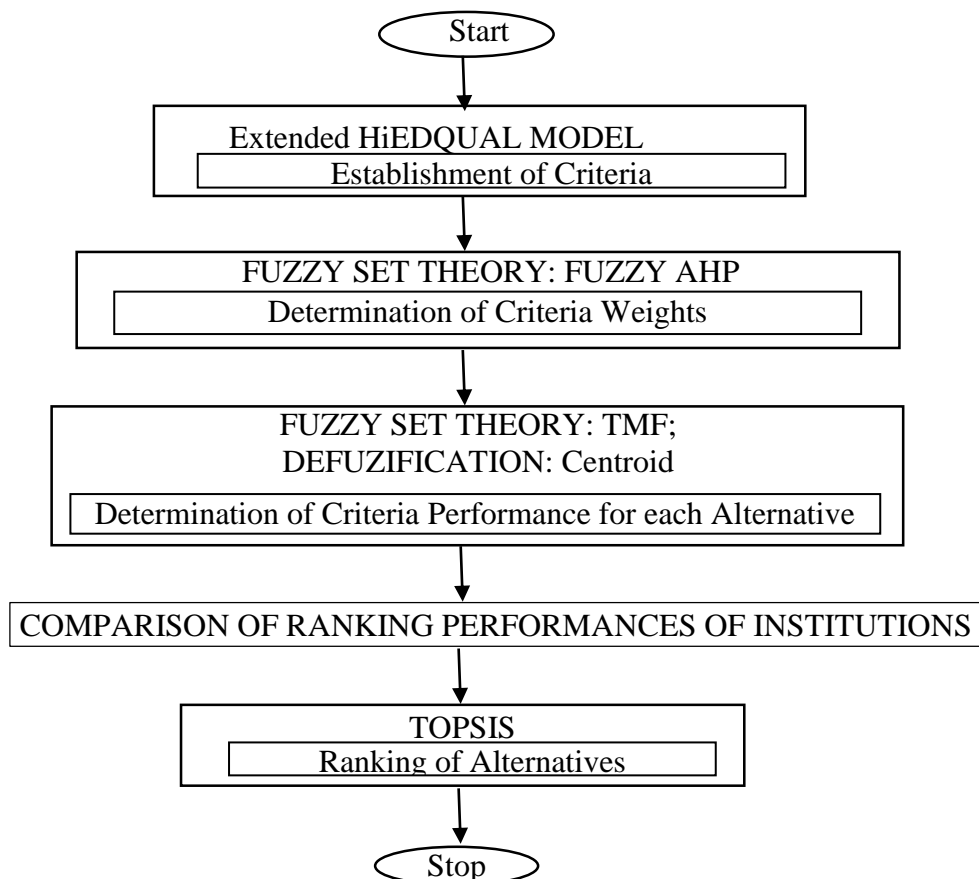 Start
Extended HiEDQUAL MODEL
Establishment of Criteria
FUZZY SET THEORY: FUZZY AHP
Determination of Criteria Weights
FUZZY SET THEORY: TMF;
DEFUZIFICATION: Centroid
Determination of Criteria Performance for each Alternative
COMPARISON OF RANKING PERFORMANCES OF INSTITUTIONS
TOPSIS
Ranking of Alternatives
Stop